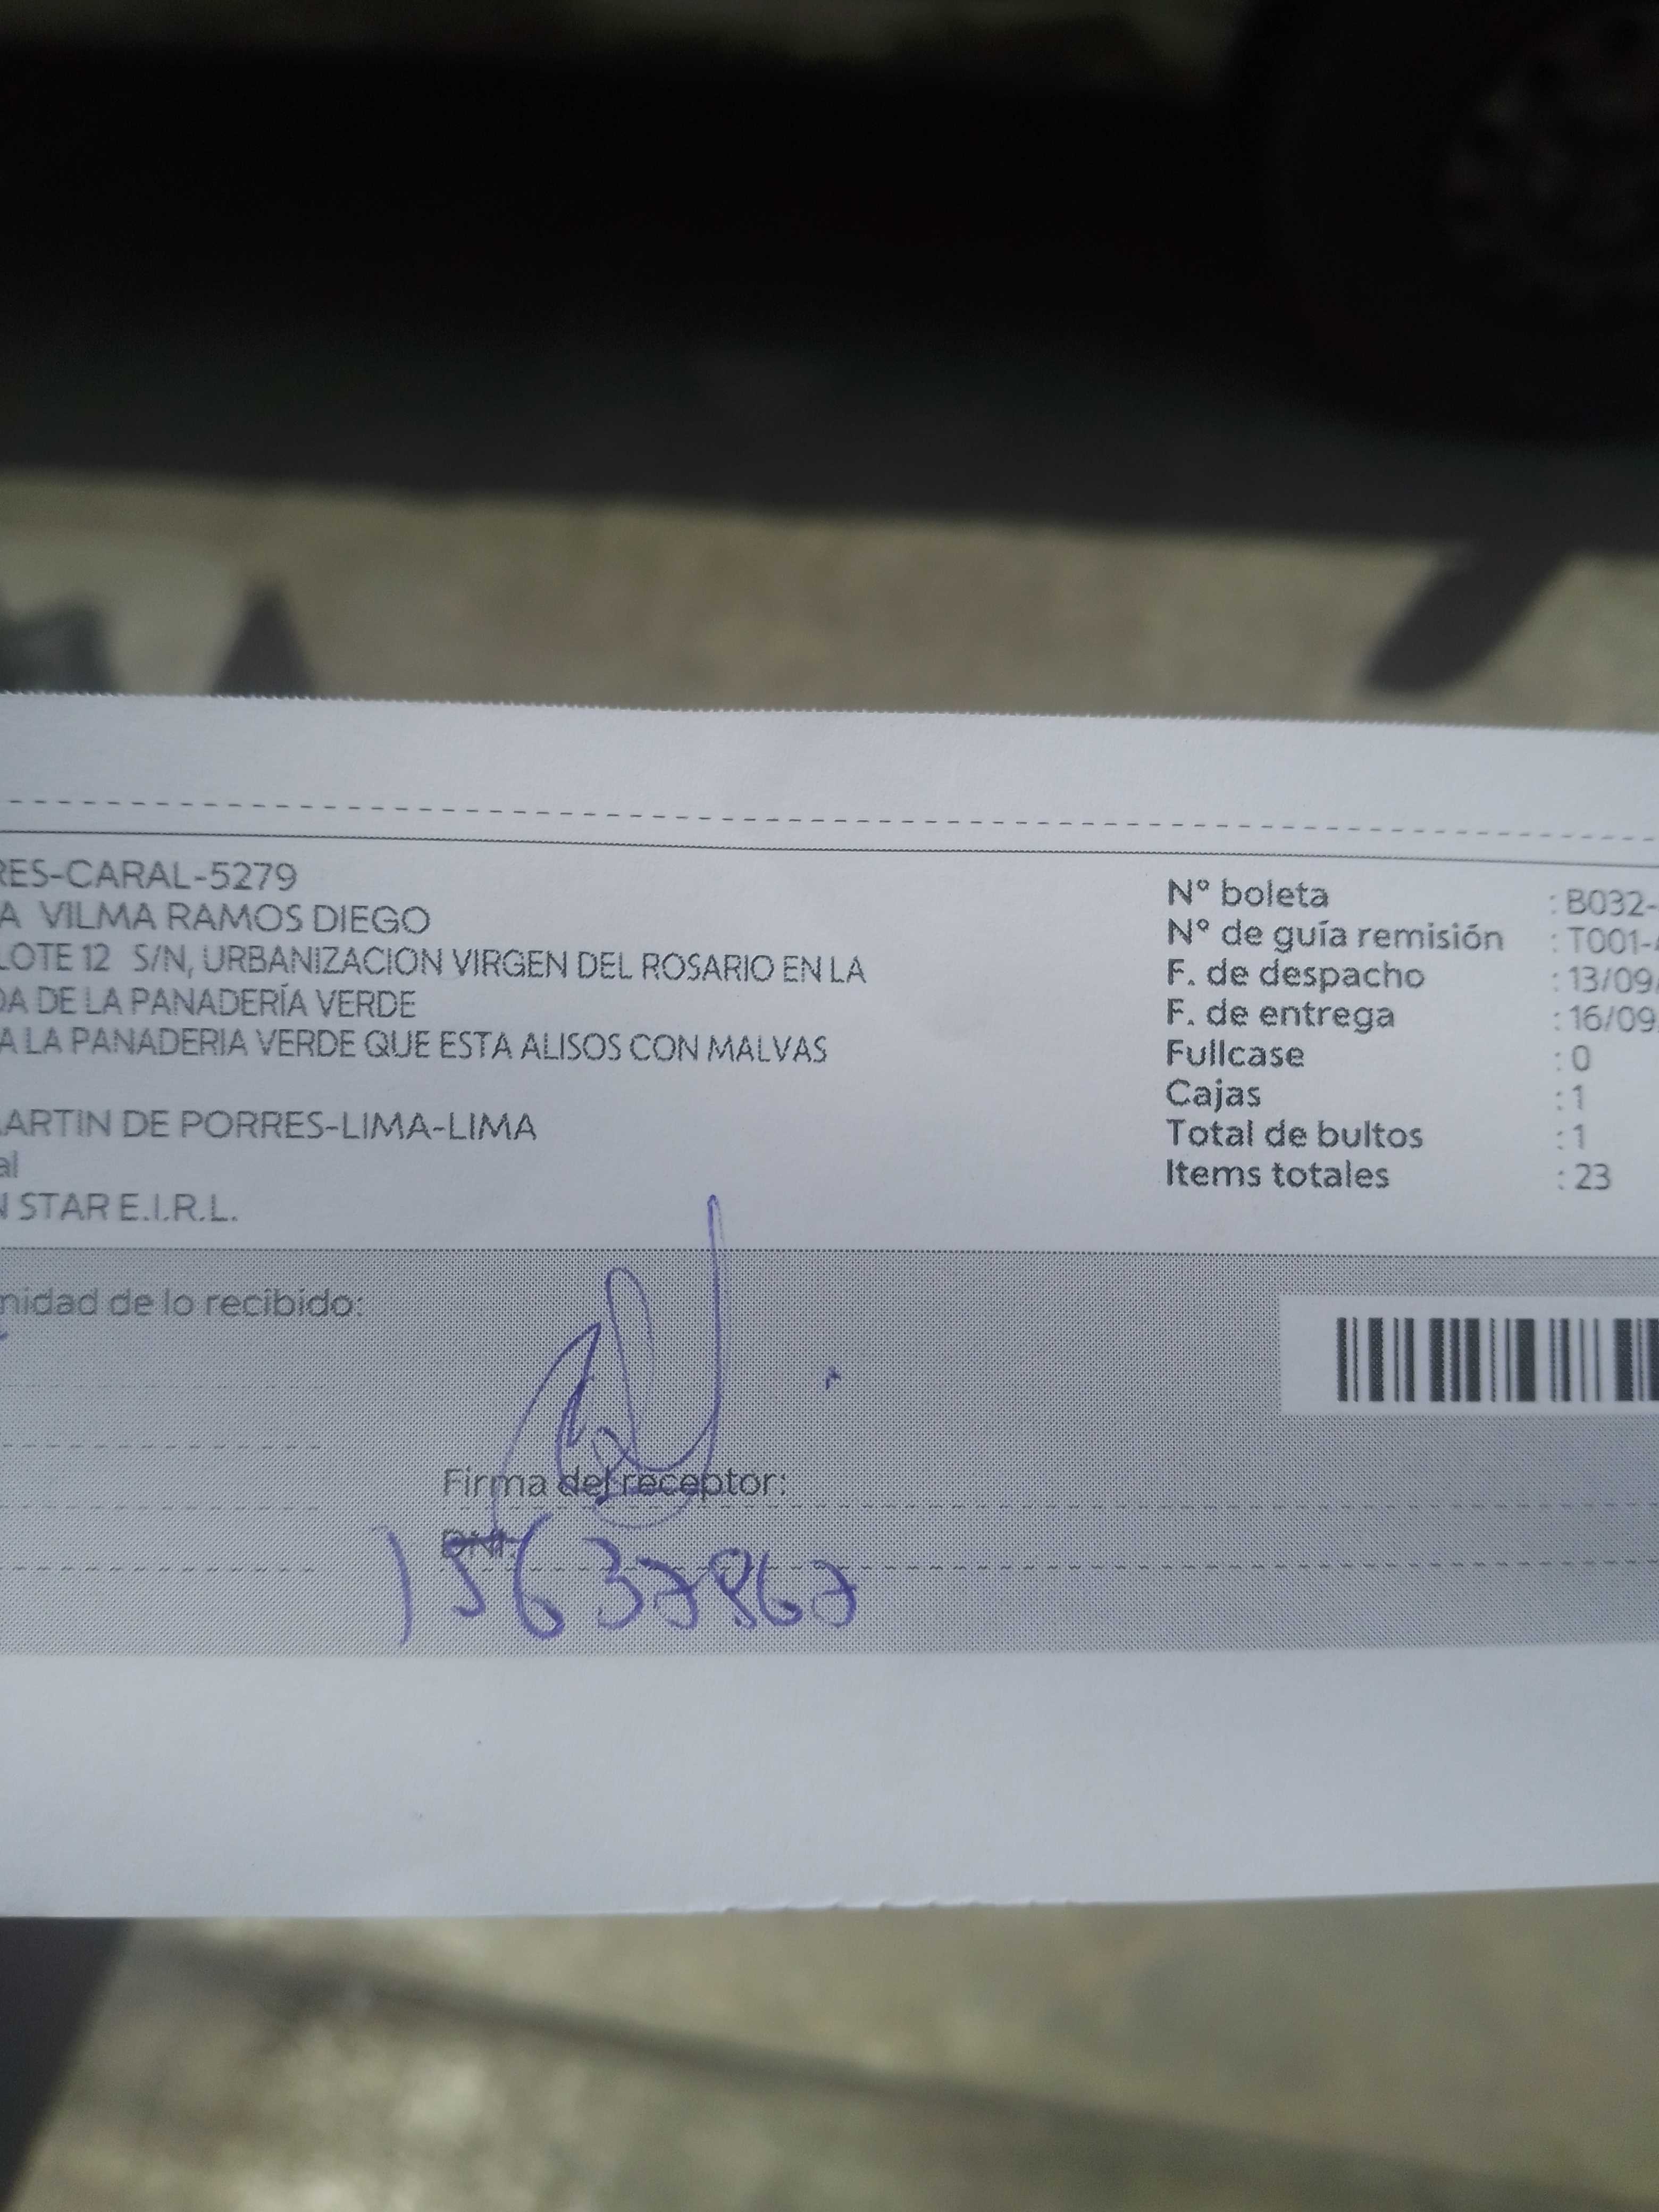 RES-CARAL-5279
A VILMA RAMOS DIEGO
LOTE 12 S/N, URBANIZACION VIRGEN DEL ROSARIO EN LA
DA DE LA PANADERÍA VERDE
A LA PANADERIA VERDE QUE ESTA ALISOS CON MALVAS
ARTIN DE PORRES-LIMA-LIMA
al
N STAR E.I.R.L.
Nº boleta : B032-
Nº de guía remisión : T001-
F. de despacho : 13/09/
F. de entrega : 16/09
Fullcase : 0
Cajas : 1
Total de bultos : 1
Items totales : 23
midad de lo recibido:
Firma del receptor:
DNI:
15637867